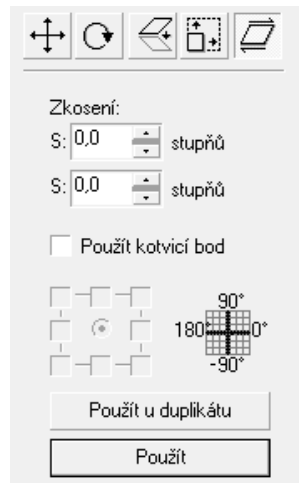 Zkosení:
S: 0,0 stupňů
S: 0,0 stupňů
Použít kotvicí bod
90°
180° 0°
-90°
Použít u duplikátu
Použít